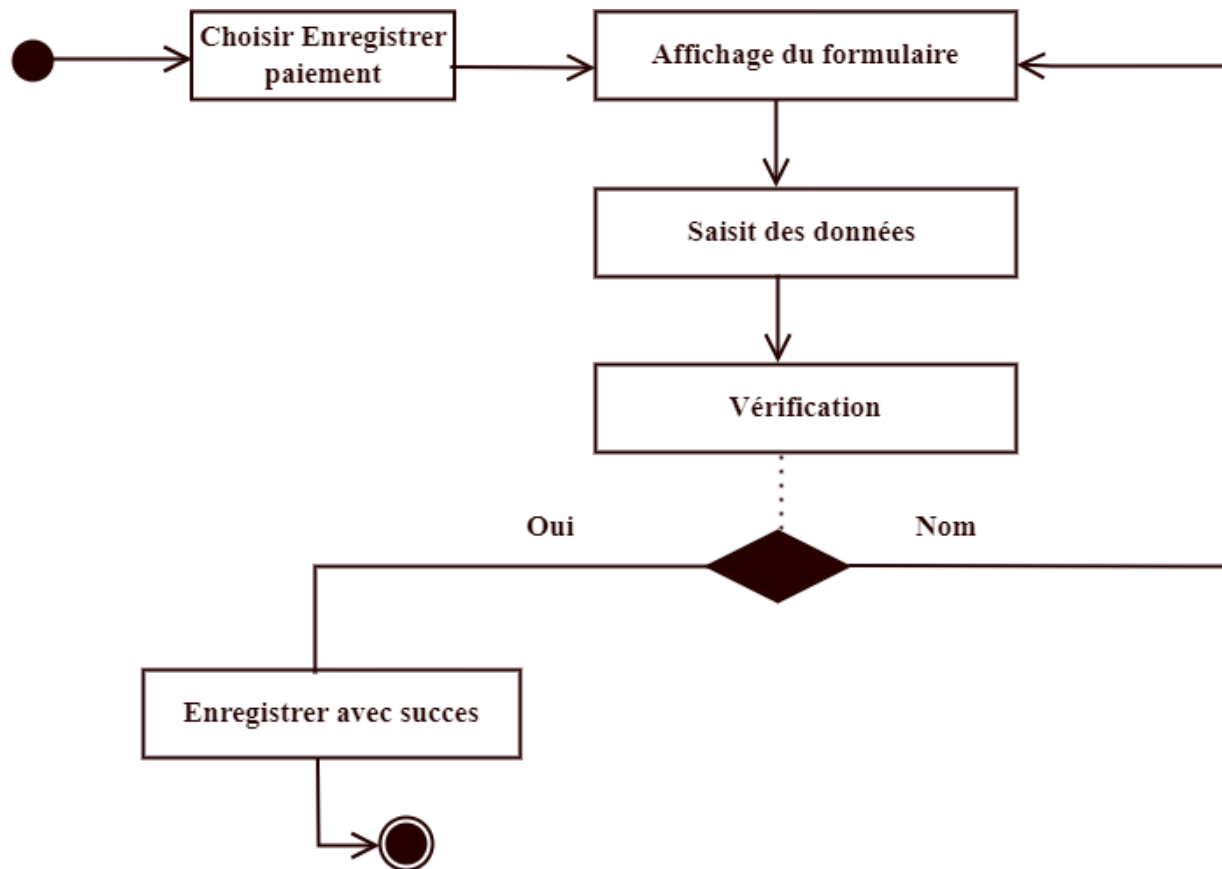 Choisir Enregistrer
paiement
Affichage du formulaire
Saisit des données
Vérification
Oui
Nom
Enregistrer avec succes